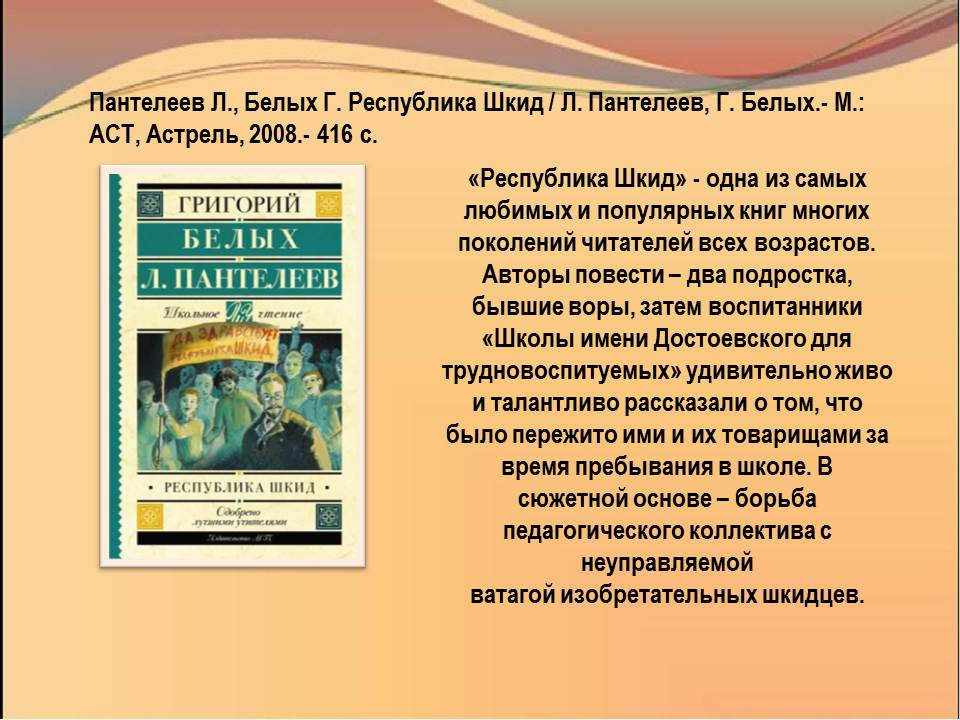 Пантелеев Л., Белых Г. Республика Шкид / Л. Пантелеев, Г. Белых.- М.:
АСТ, Астрель, 2008.- 416 с.
ГРИГОРИЙ
БЕЛЫХ
Л. ПАНТЕЛЕЕВ
Школьное чтение
ДА ЗДРАВСТВУЕТ
РЕСПУБЛИКА ШКИД
• РЕСПУБЛИКА ШКИД •
Одобрено
лучшими учителями
Издательство АСТ
«Республика Шкид» - одна из самых
любимых и популярных книг многих
поколений читателей всех возрастов.
Авторы повести – два подростка,
бывшие воры, затем воспитанники
«Школы имени Достоевского для
трудновоспитуемых» удивительно живо
и талантливо рассказали о том, что
было пережито ими и их товарищами за
время пребывания в школе. В
сюжетной основе – борьба
педагогического коллектива с
неуправляемой
ватагой изобретательных шкидцев.